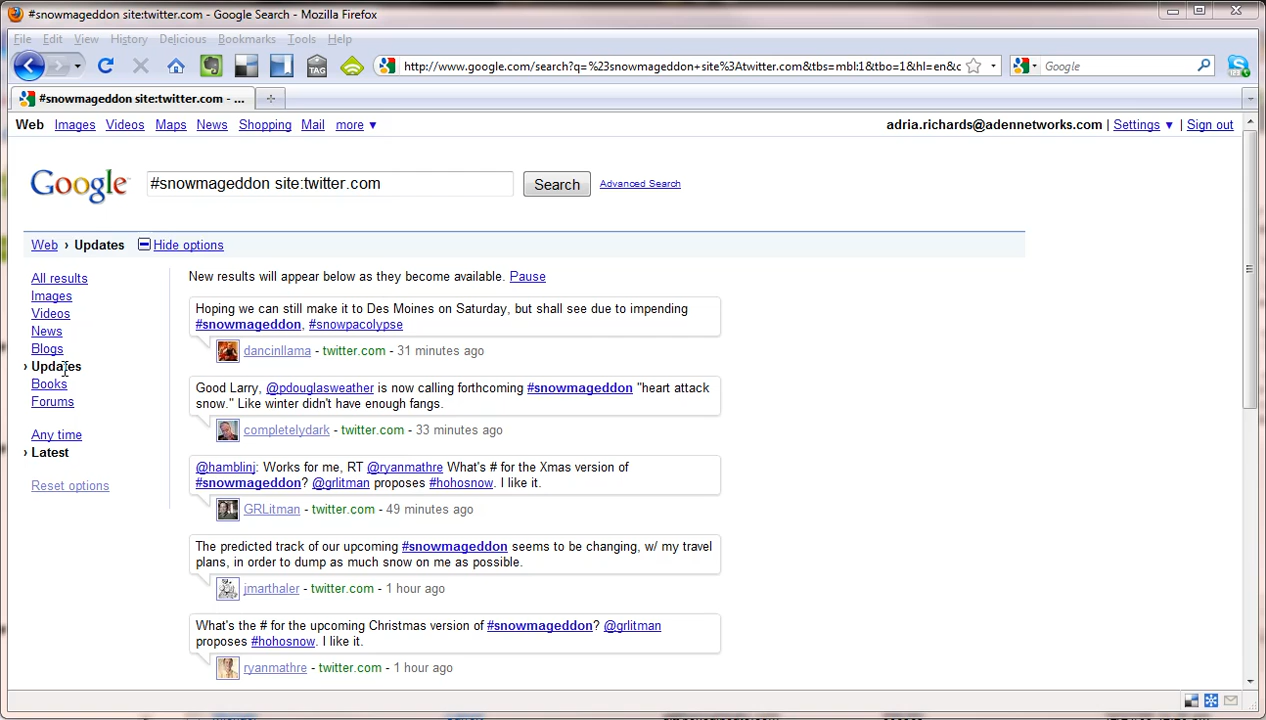 #snowmageddon site:twitter.com - Google Search - Mozilla Firefox
File Edit View History Delicious Bookmarks Tools Help
TAG http://www.google.com/search?q=%23snowmageddon+site%3Atwitter.com&tbs=mbl:1&tbo=1&hl=en&c Google
#snowmageddon site:twitter.com - ...
Web Images Videos Maps News Shopping Mail more ▼ adria.richards@adennetworks.com | Settings ▼ | Sign out
Google #snowmageddon site:twitter.com Search Advanced Search
Web › Updates Hide options
All results
Images
Videos
News
Blogs
› Updates
Books
Forums
Any time
› Latest
Reset options
New results will appear below as they become available. Pause
Hoping we can still make it to Des Moines on Saturday, but shall see due to impending
#snowmageddon, #snowpacolypse
dancinllama - twitter.com - 31 minutes ago
Good Larry, @pdouglasweather is now calling forthcoming #snowmageddon "heart attack
snow." Like winter didn't have enough fangs.
completelydark - twitter.com - 33 minutes ago
@hamblinj: Works for me, RT @ryanmathre What's # for the Xmas version of
#snowmageddon? @grlitman proposes #hohosnow. I like it.
GRLitman - twitter.com - 49 minutes ago
The predicted track of our upcoming #snowmageddon seems to be changing, w/ my travel
plans, in order to dump as much snow on me as possible.
jmarthaler - twitter.com - 1 hour ago
What's the # for the upcoming Christmas version of #snowmageddon? @grlitman
proposes #hohosnow. I like it.
ryanmathre - twitter.com - 1 hour ago